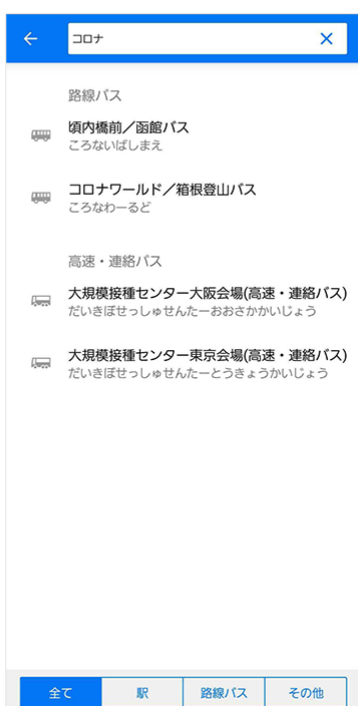 コロナ
路線バス
頃内橋前／函館バス
ころないばしまえ
コロナワールド／箱根登山バス
ころなわーるど
高速・連絡バス
大規模接種センター大阪会場(高速・連絡バス)
だいきぼせっしゅせんたーおおさかかいじょう
大規模接種センター東京会場(高速・連絡バス)
だいきぼせっしゅせんたーとうきょうかいじょう
全て 駅 路線バス その他